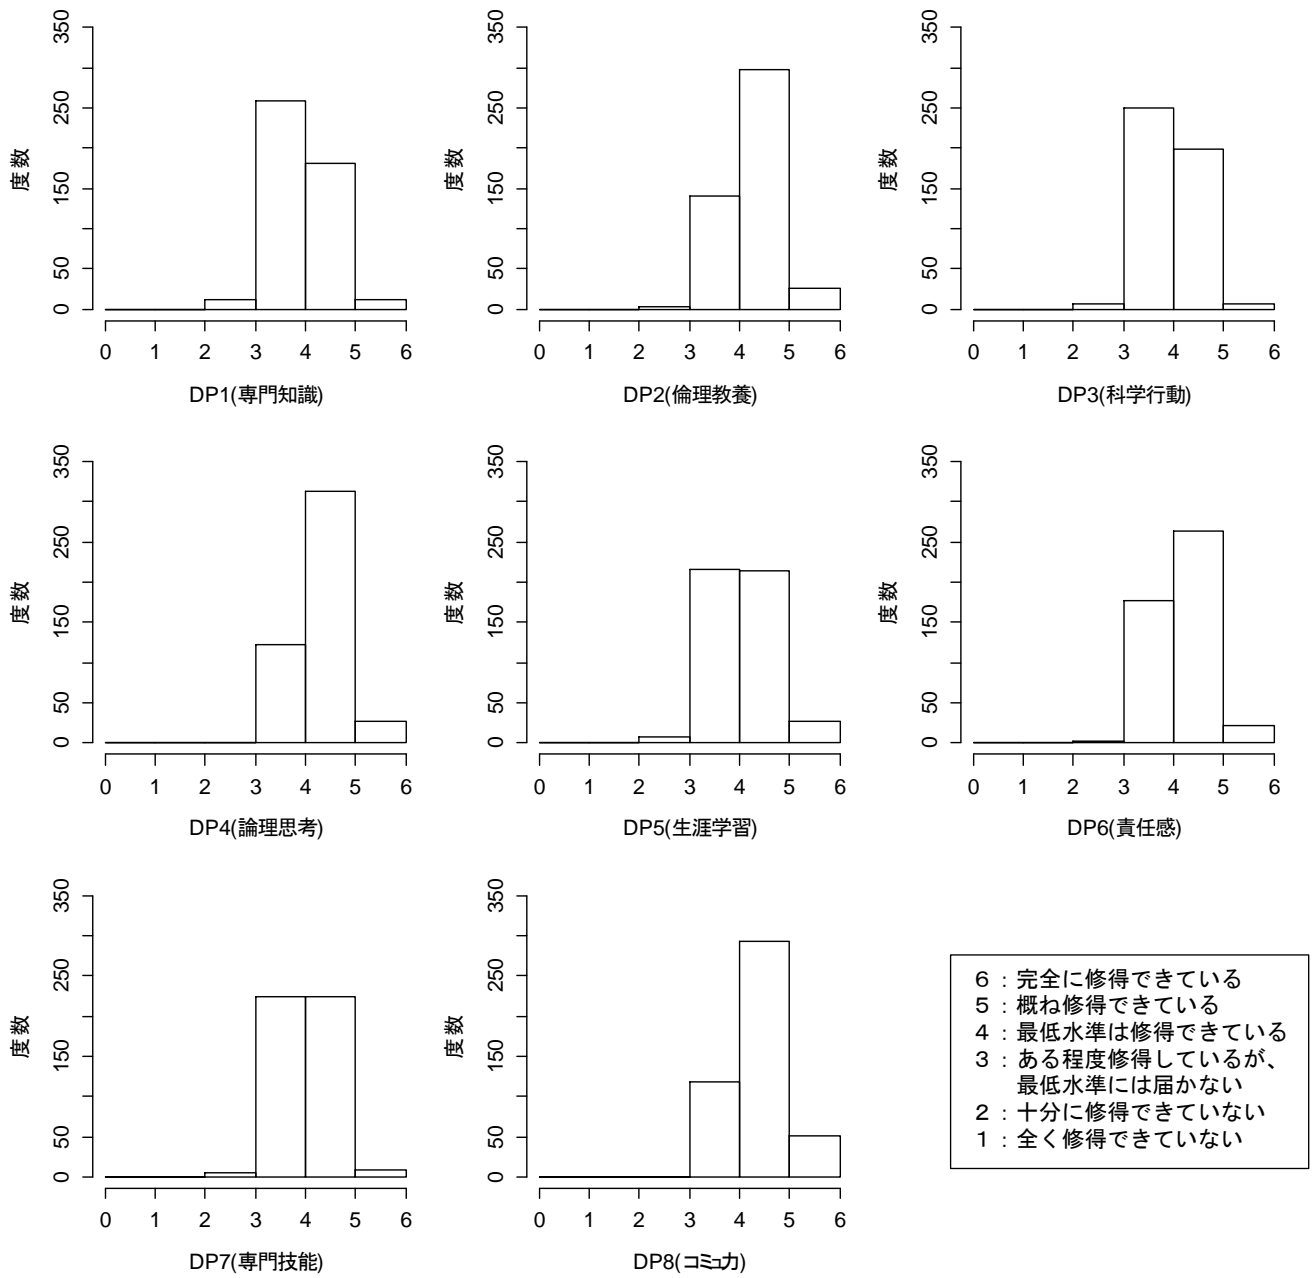 350
250
150
50
0
度数
0 1 2 3 4 5 6
DP1(専門知識)
350
250
150
50
0
度数
0 1 2 3 4 5 6
DP2(倫理教養)
350
250
150
50
0
度数
0 1 2 3 4 5 6
DP3(科学行動)
350
250
150
50
0
度数
0 1 2 3 4 5 6
DP4(論理思考)
350
250
150
50
0
度数
0 1 2 3 4 5 6
DP5(生涯学習)
350
250
150
50
0
度数
0 1 2 3 4 5 6
DP6(責任感)
350
250
150
50
0
度数
0 1 2 3 4 5 6
DP7(専門技能)
350
250
150
50
0
度数
0 1 2 3 4 5 6
DP8(コミュ力)
6：完全に修得できている
5：概ね修得できている
4：最低水準は修得できている
3：ある程度修得しているが、
最低水準には届かない
2：十分に修得できていない
1：全く修得できていない